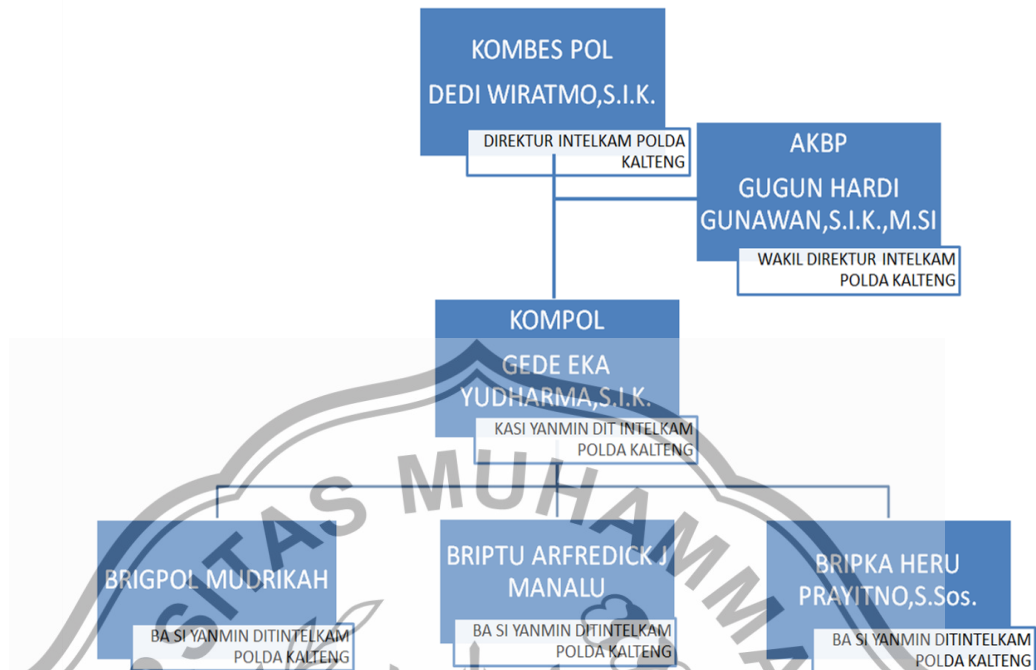 KOMBES POL
DEDI WIRATMO,S.I.K.
DIREKTUR INTELKAM POLDA
KALTENG
AKBP
GUGUN HARDI
GUNAWAN,S.I.K.,M.SI
WAKIL DIREKTUR INTELKAM
POLDA KALTENG
KOMPOL
GEDE EKA
YUDHARMA,S.I.K.
KASI YANMIN DIT INTELKAM
POLDA KALTENG
SITAS MUHAMMA
BRIGPOL MUDRIKAH
BA SI YANMIN DITINTELKAM
POLDA KALTENG
BRIPTU ARFREDICK J
MANALU
BA SI YANMIN DITINTELKAM
POLDA KALTENG
BRIPKA HERU
PRAYITNO,S.Sos.
BA SI YANMIN DITINTELKAM
POLDA KALTENG